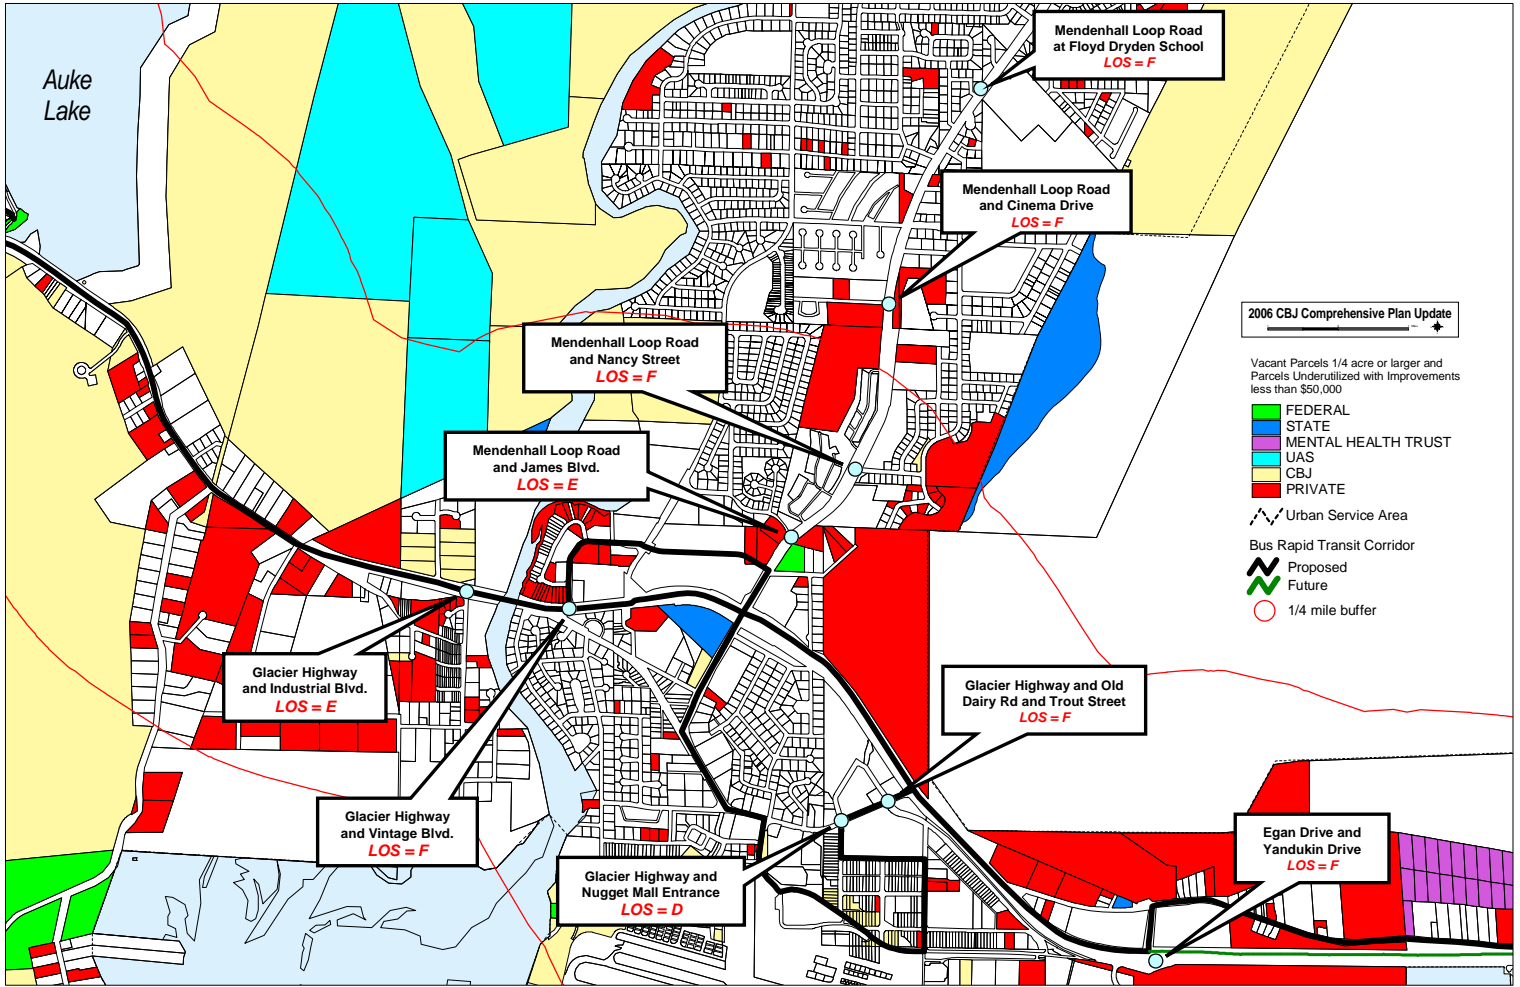 Auke
Lake
Mendenhall Loop Road
at Floyd Dryden School
LOS = F
Mendenhall Loop Road
and Cinema Drive
LOS = F
Mendenhall Loop Road
and Nancy Street
LOS = F
Mendenhall Loop Road
and James Blvd.
LOS = E
Glacier Highway
and Industrial Blvd.
LOS = E
Glacier Highway
and Vintage Blvd.
LOS = F
Glacier Highway and
Nugget Mall Entrance
LOS = D
Glacier Highway and Old
Dairy Rd and Trout Street
LOS = F
Egan Drive and
Yandukin Drive
LOS = F
2006 CBJ Comprehensive Plan Update
Vacant Parcels 1/4 acre or larger and
Parcels Underutilized with Improvements
less than $50,000
FEDERAL
STATE
MENTAL HEALTH TRUST
UAS
CBJ
PRIVATE
Urban Service Area
Bus Rapid Transit Corridor
Proposed
Future
1/4 mile buffer